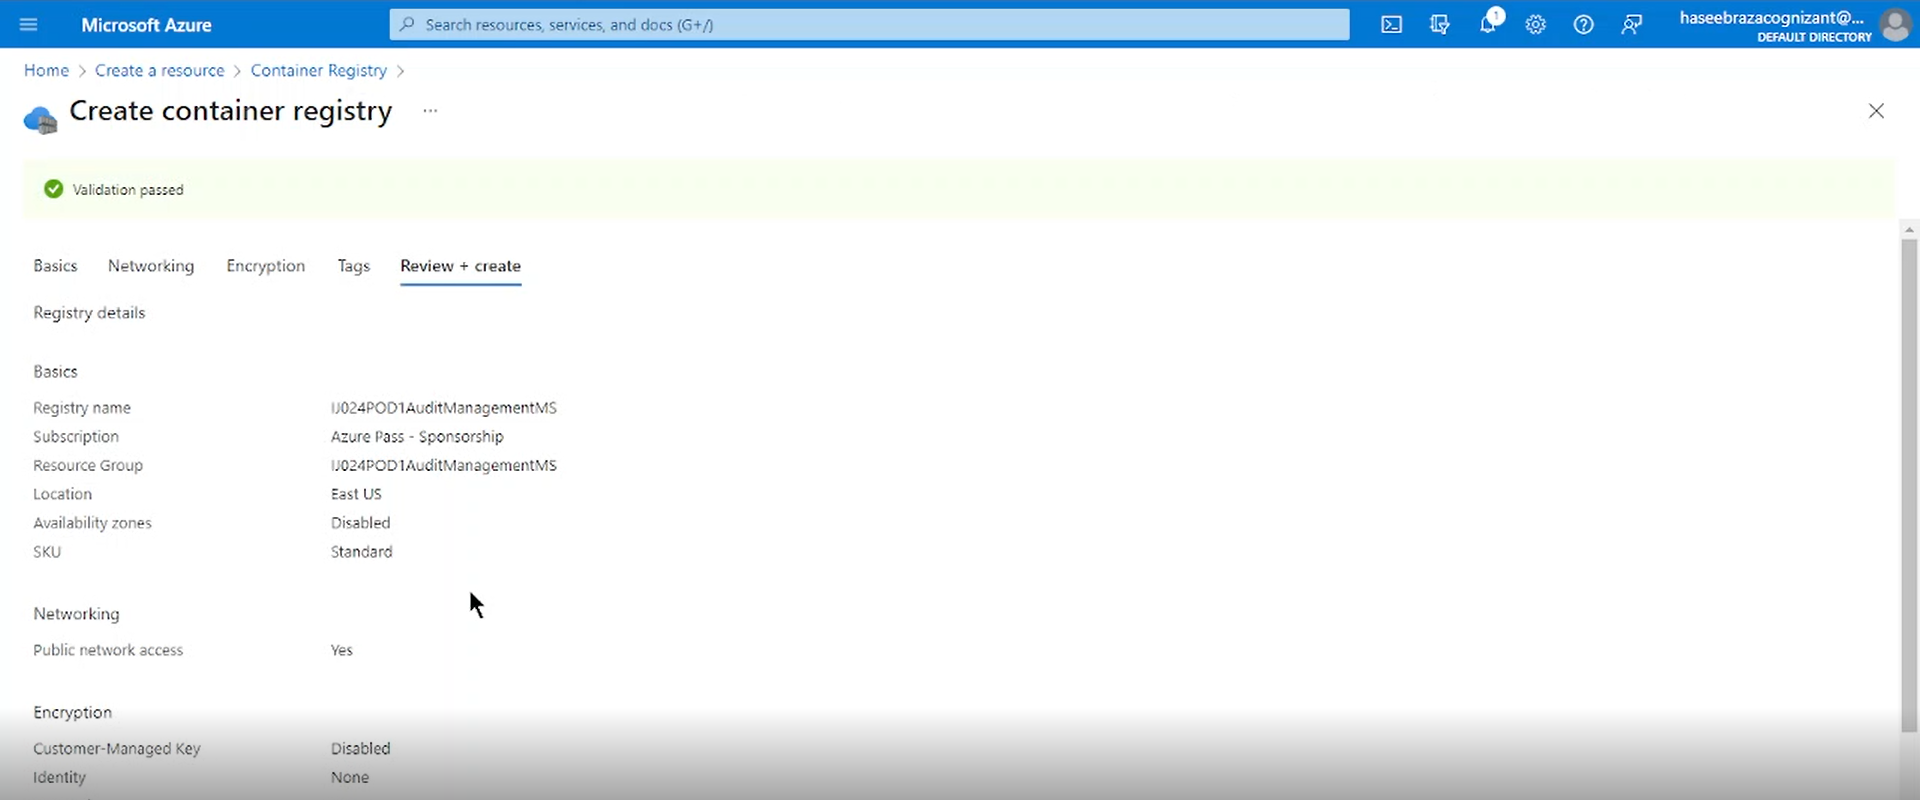 Microsoft Azure
Search resources, services, and docs (G+/)
1
haseebrazacognizant@...
DEFAULT DIRECTORY
Home > Create a resource > Container Registry >
Create container registry ...
Validation passed
Basics Networking Encryption Tags Review + create
Registry details
Basics
Registry name IJ024POD1AuditManagementMS
Subscription Azure Pass - Sponsorship
Resource Group IJ024POD1AuditManagementMS
Location East US
Availability zones Disabled
SKU Standard
Networking
Public network access Yes
Encryption
Customer-Managed Key Disabled
Identity None